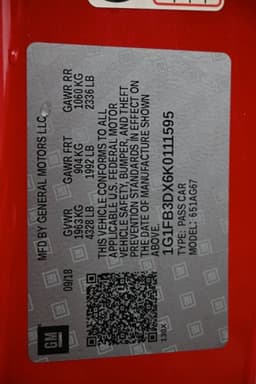 MFD BY GENERAL MOTORS LLC
09/18 GVWR GAWR FRT GAWR RR
1963 KG 904 KG 1060 KG
4328 LB 1992 LB 2336 LB
THIS VEHICLE CONFORMS TO ALL
APPLICABLE U.S. FEDERAL MOTOR
VEHICLE SAFETY, BUMPER, AND THEFT
PREVENTION STANDARDS IN EFFECT ON
THE DATE OF MANUFACTURE SHOWN
ABOVE.
1G1FB3DX6K0111595
TYPE: PASS CAR
MODEL: 651AG67
GM